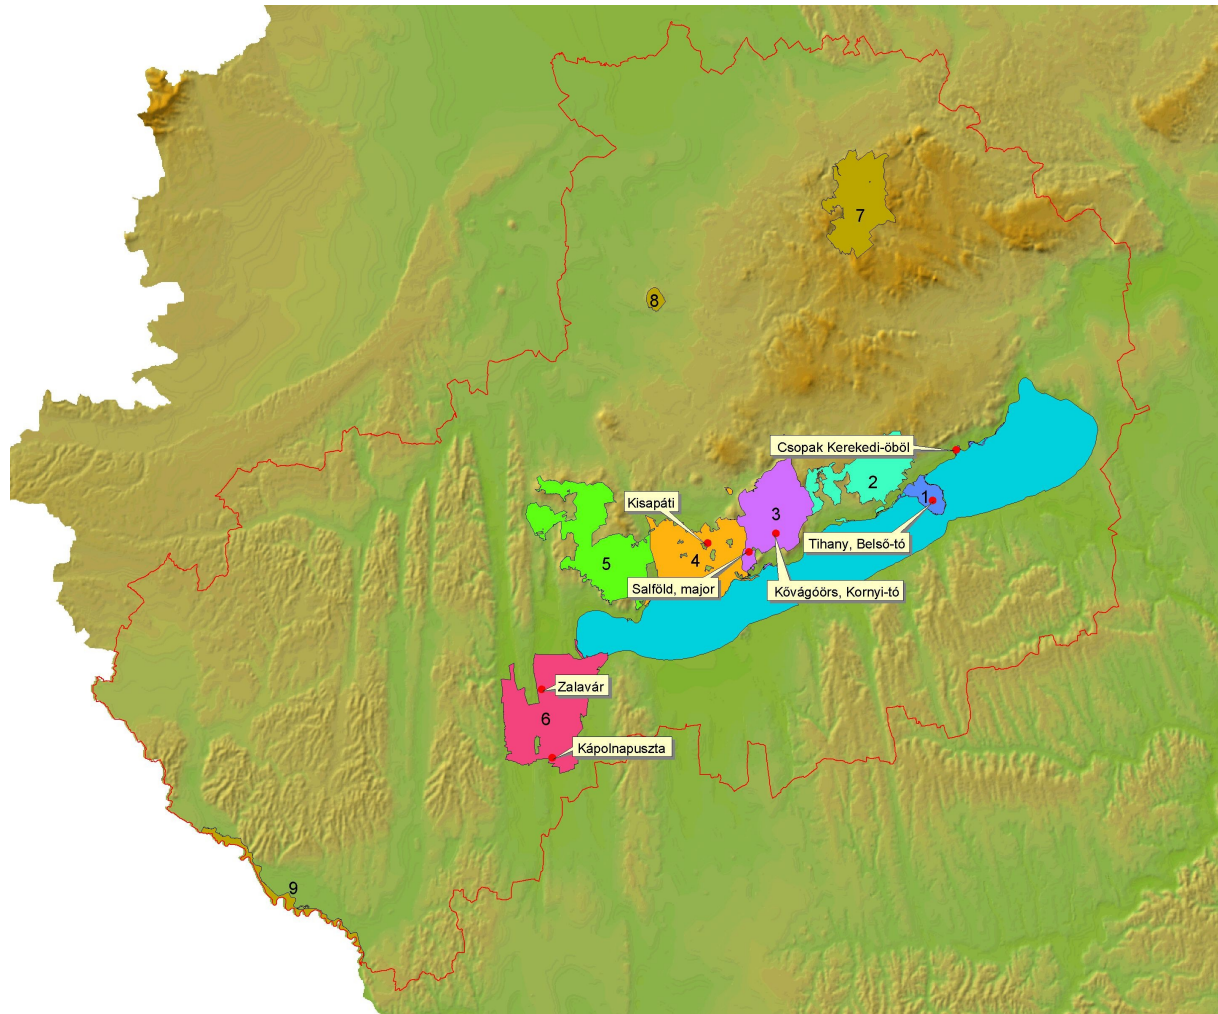 7
8
Csopak Kerekedi-öböl
2
1
Kisapáti
3
Tihany, Belső-tó
5
4
Salföld, major
Kővágóörs, Kornyi-tó
Zalavár
6
Kápolnapuszta
9